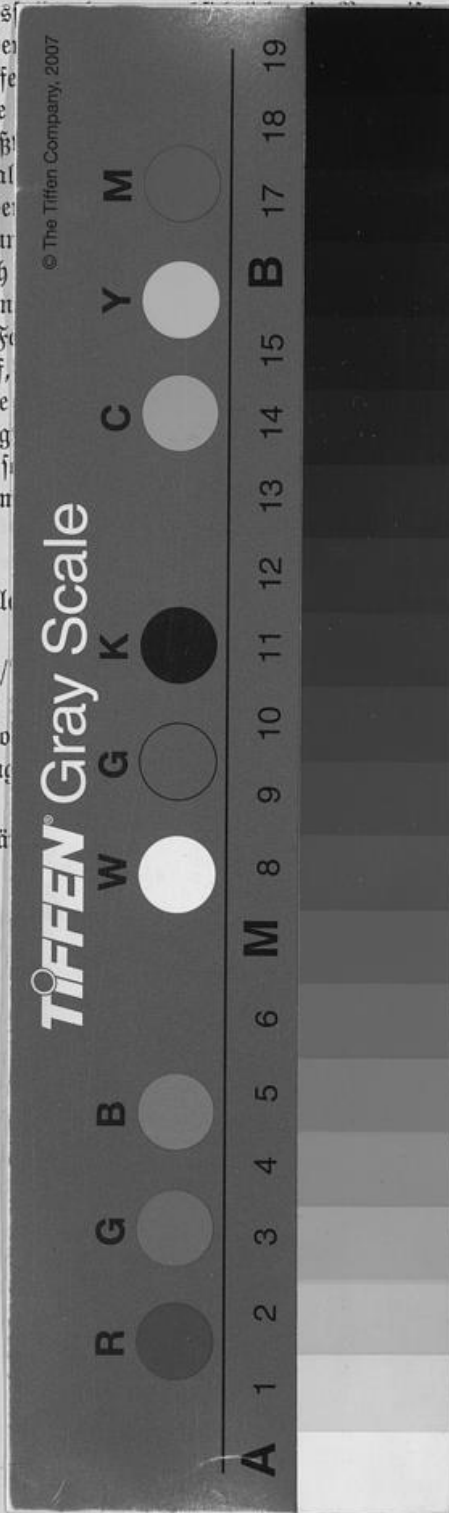 © The Tiffen Company, 2007
TIFFEN® Gray Scale
R G B W G K C Y M
A 1 2 3 4 5 6 M 8 9 10 11 12 13 14 15 B 17 18 19